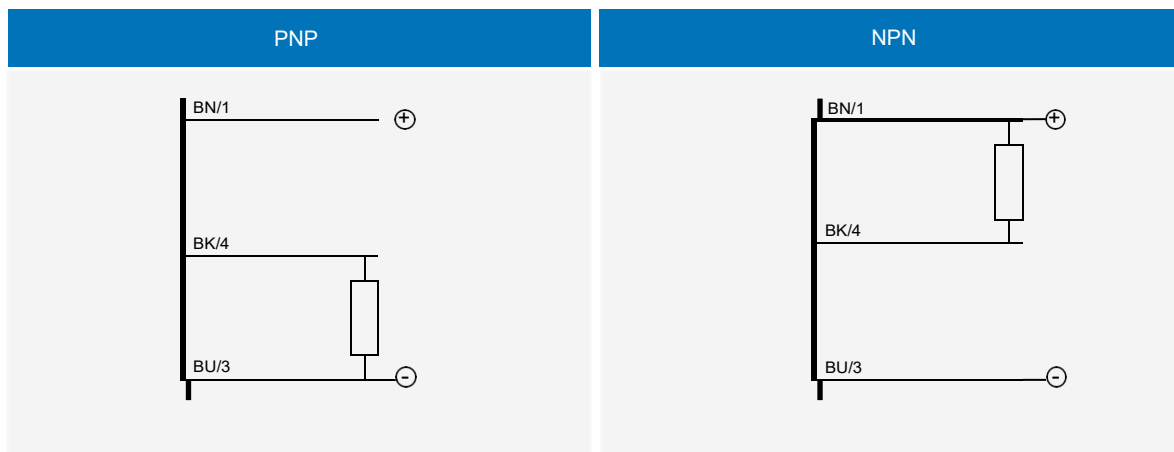 PNP
BN/1
+
BK/4
BU/3
-
NPN
BN/1
+
BK/4
BU/3
-